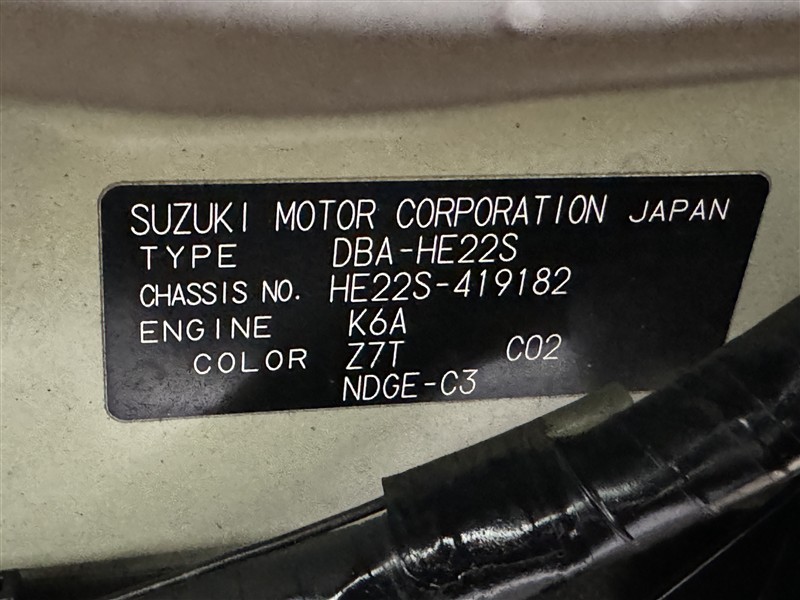 SUZUKI MOTOR CORPORATION JAPAN
TYPE DBA-HE22S
CHASSIS NO. HE22S-419182
ENGINE K6A
COLOR Z7T C02
NDGE-C3